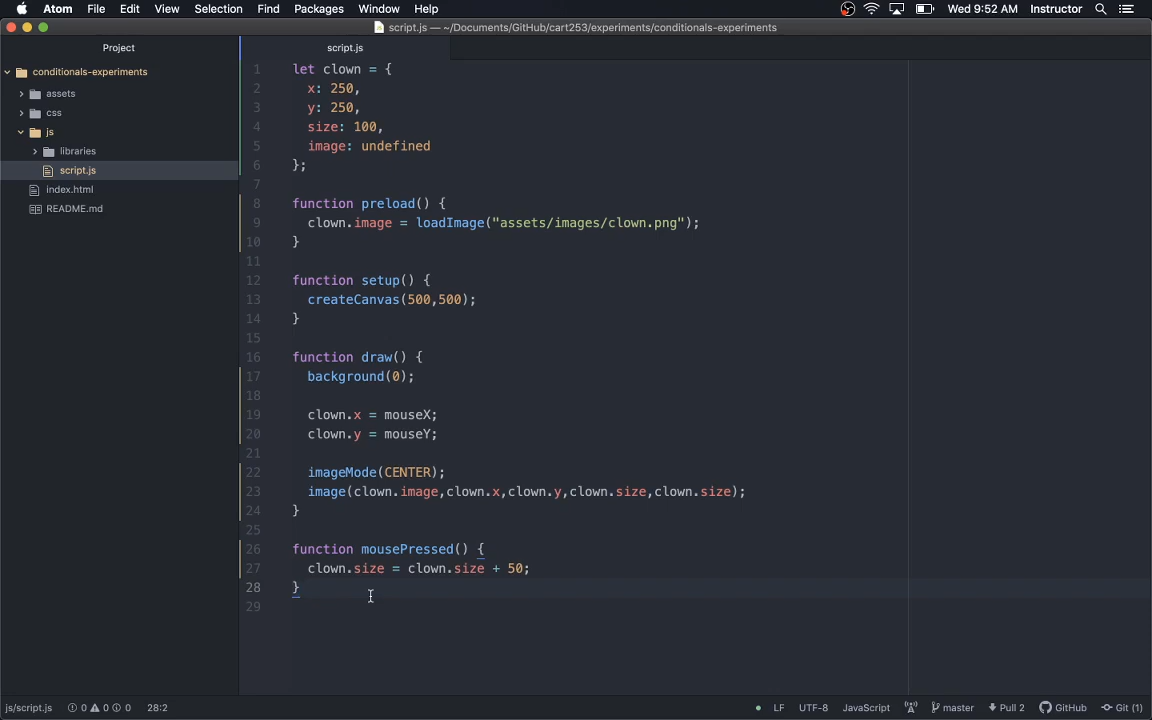 Atom File Edit View Selection Find Packages Window Help Wed 9:52 AM Instructor
script.js — ~/Documents/GitHub/cart253/experiments/conditionals-experiments
Project
script.js
conditionals-experiments
assets
css
js
libraries
script.js
index.html
README.md
1 let clown = {
2 x: 250,
3 y: 250,
4 size: 100,
5 image: undefined
6 };
7
8 function preload() {
9 clown.image = loadImage("assets/images/clown.png");
10 }
11
12 function setup() {
13 createCanvas(500,500);
14 }
15
16 function draw() {
17 background(0);
18
19 clown.x = mouseX;
20 clown.y = mouseY;
21
22 imageMode(CENTER);
23 image(clown.image,clown.x,clown.y,clown.size,clown.size);
24 }
25
26 function mousePressed() {
27 clown.size = clown.size + 50;
28 }
29
js/script.js 0 0 0 28:2 LF UTF-8 JavaScript master Pull 2 GitHub Git (1)